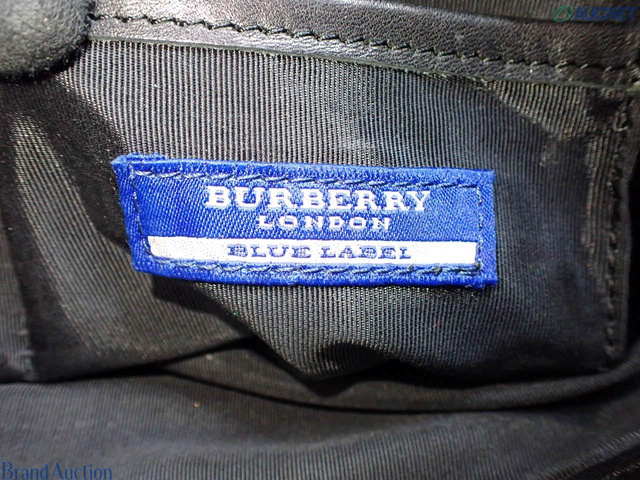 BURBERRY
LONDON
BLUE LABEL
Brand Auction